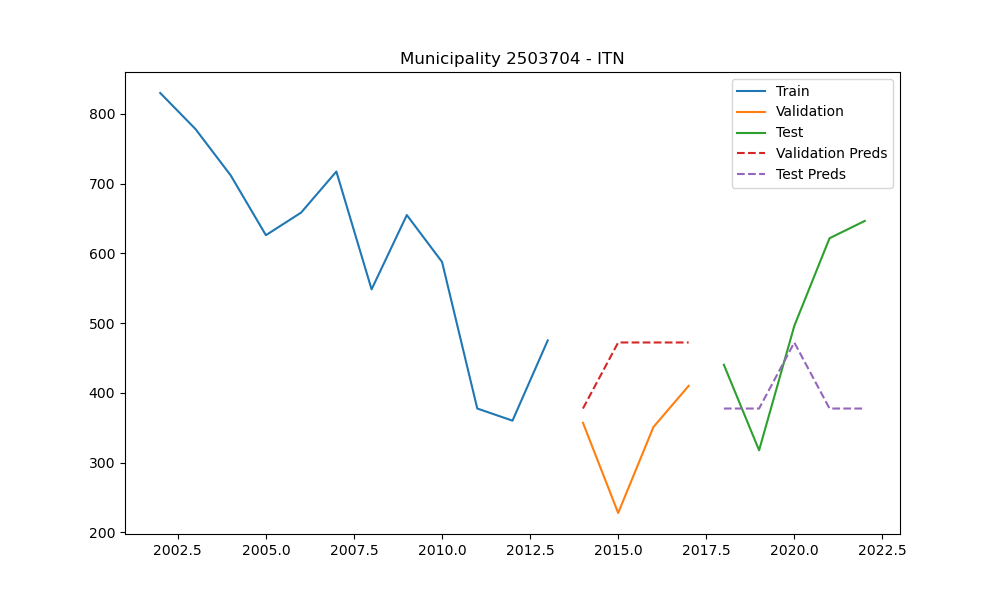 Municipality 2503704 - ITN
Train
Validation
Test
Validation Preds
Test Preds
800
700
600
500
400
300
200
2002.5 2005.0 2007.5 2010.0 2012.5 2015.0 2017.5 2020.0 2022.5